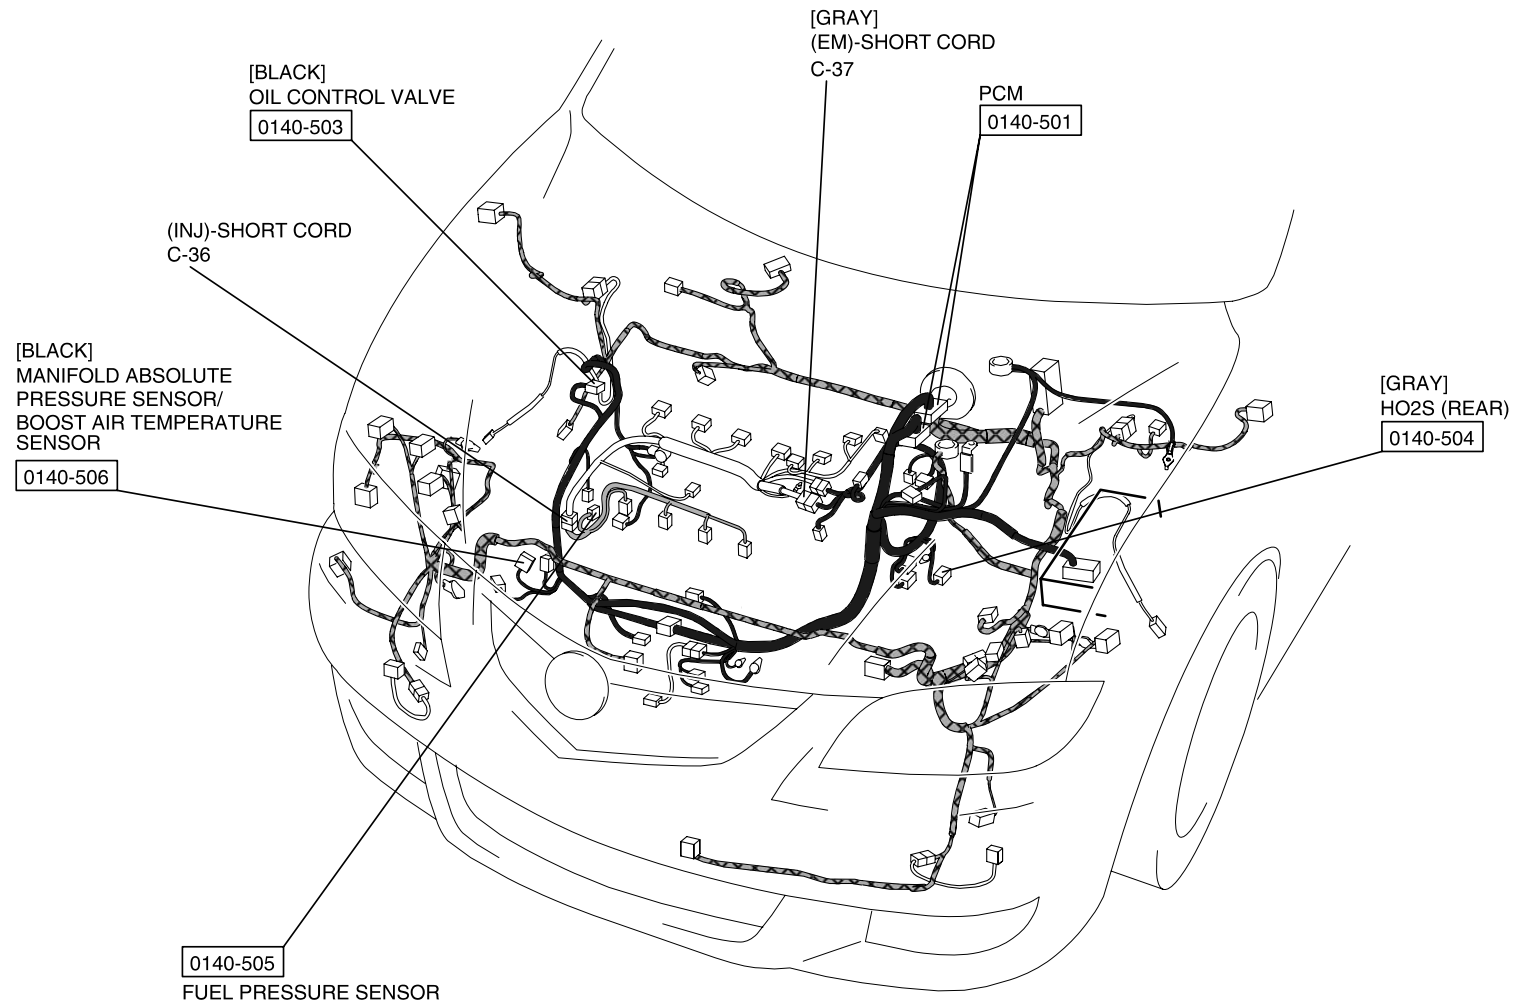 [GRAY]
(EM)-SHORT CORD
C-37
[BLACK]
OIL CONTROL VALVE
0140-503
PCM
0140-501
(INJ)-SHORT CORD
C-36
[BLACK]
MANIFOLD ABSOLUTE
PRESSURE SENSOR/
BOOST AIR TEMPERATURE
SENSOR
0140-506
[GRAY]
HO2S (REAR)
0140-504
0140-505
FUEL PRESSURE SENSOR